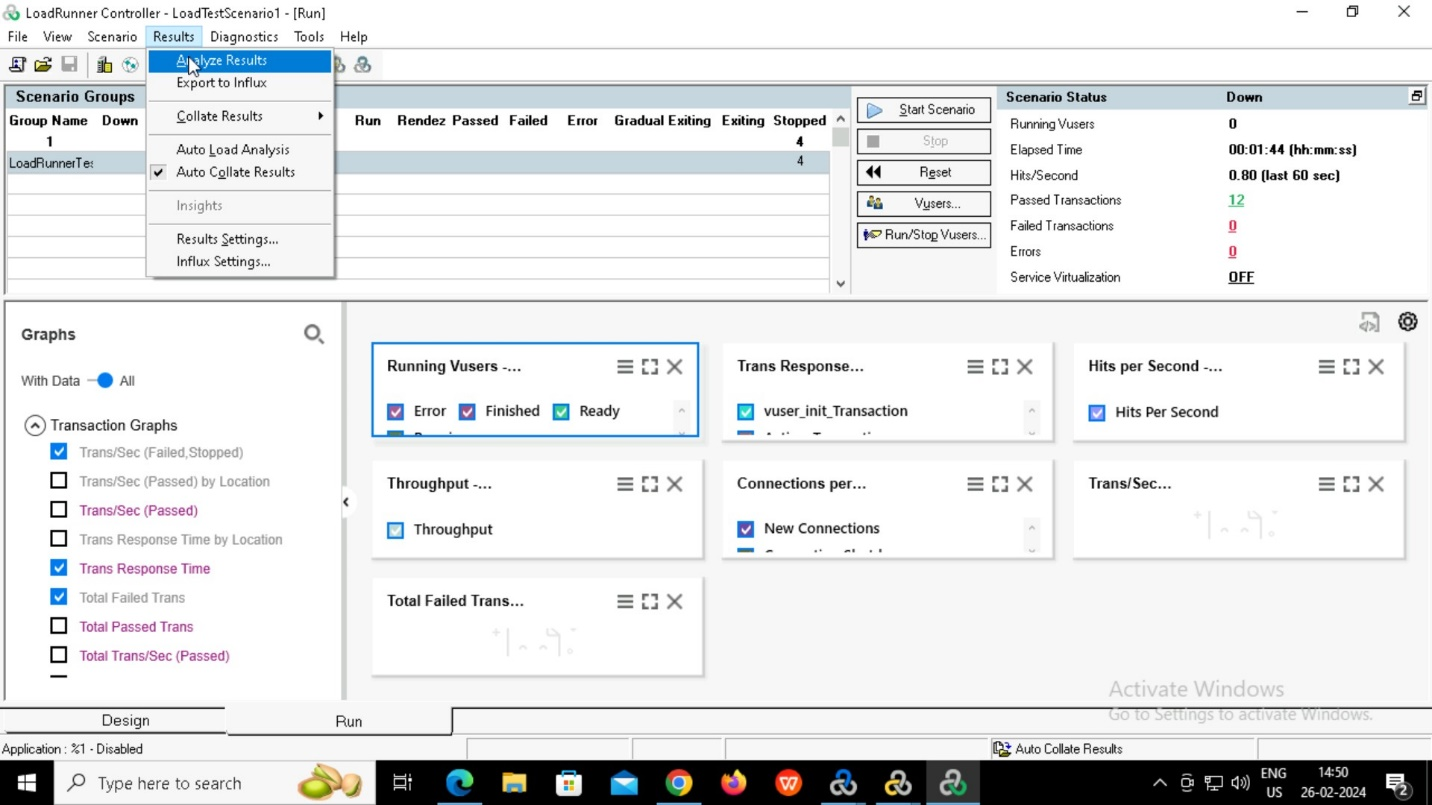 LoadRunner Controller - LoadTestScenario1 - [Run]
File View Scenario Results Diagnostics Tools Help
Analyze Results
Export to Influx
Collate Results
Auto Load Analysis
Auto Collate Results
Insights
Results Settings...
Influx Settings...
Scenario Groups
Group Name Down Run Rendez Passed Failed Error Gradual Exiting Exiting Stopped
1 4
LoadRunnerTes 4
Start Scenario
Stop
Reset
Vusers...
Run/Stop Vusers...
Scenario Status Down
Running Vusers 0
Elapsed Time 00:01:44 (hh:mm:ss)
Hits/Second 0.80 (last 60 sec)
Passed Transactions 12
Failed Transactions 0
Errors 0
Service Virtualization OFF
Graphs
With Data All
Transaction Graphs
Trans/Sec (Failed,Stopped)
Trans/Sec (Passed) by Location
Trans/Sec (Passed)
Trans Response Time by Location
Trans Response Time
Total Failed Trans
Total Passed Trans
Total Trans/Sec (Passed)
Running Vusers -...
Error Finished Ready
Trans Response...
vuser_init_Transaction
Hits per Second -...
Hits Per Second
Throughput -...
Throughput
Connections per...
New Connections
Trans/Sec...
Total Failed Trans...
Activate Windows
Go to Settings to activate Windows.
Design Run
Application : %1 - Disabled
Auto Collate Results
Type here to search
ENG
US
14:50
26-02-2024
2